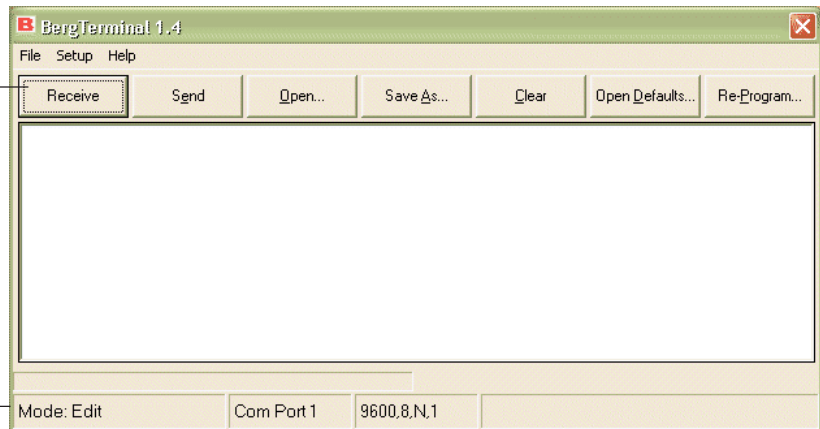 B BergTerminal 1.4
File Setup Help
Receive Send Open... Save As... Clear Open Defaults... Re-Program...
Mode: Edit Com Port 1 9600,8,N,1